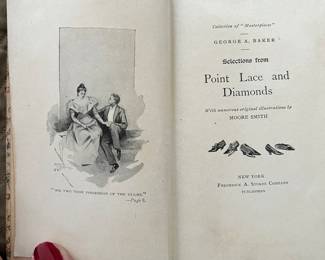 "WE TWO TOOK POSSESSION OF THE STAIRS."
—Page 8.
Collection of "Masterpieces"
GEORGE A. BAKER
Selections from
Point Lace and
Diamonds
With numerous original illustrations by
MOORE SMITH
NEW YORK
FREDERICK A. STOKES COMPANY
PUBLISHERS